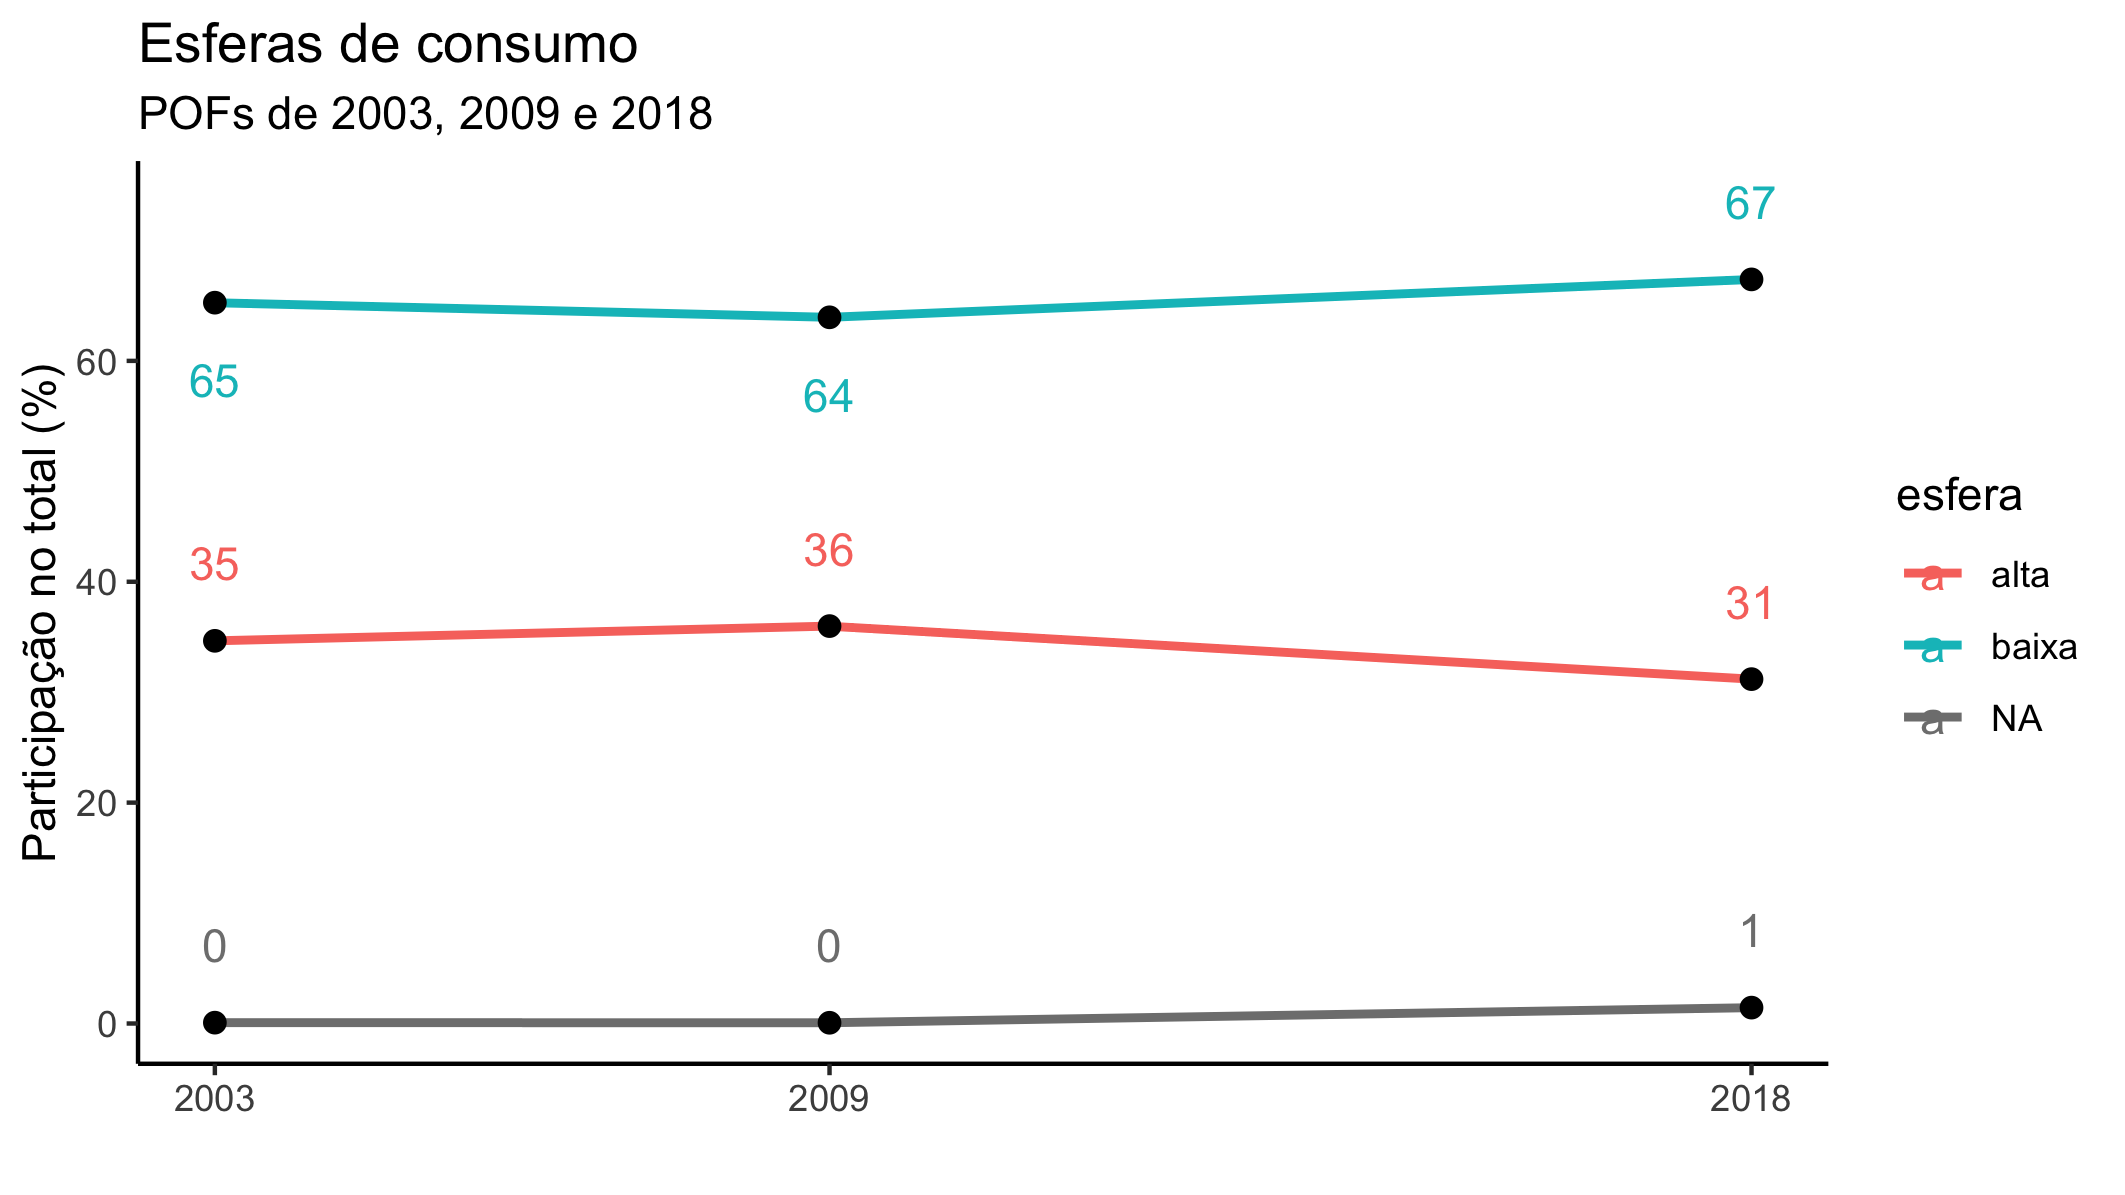 Esferas de consumo
POFs de 2003, 2009 e 2018
Participação no total (%)
60
40
20
0
67
65
64
35
36
31
0
0
1
2003
2009
2018
esfera
a alta
a baixa
a NA